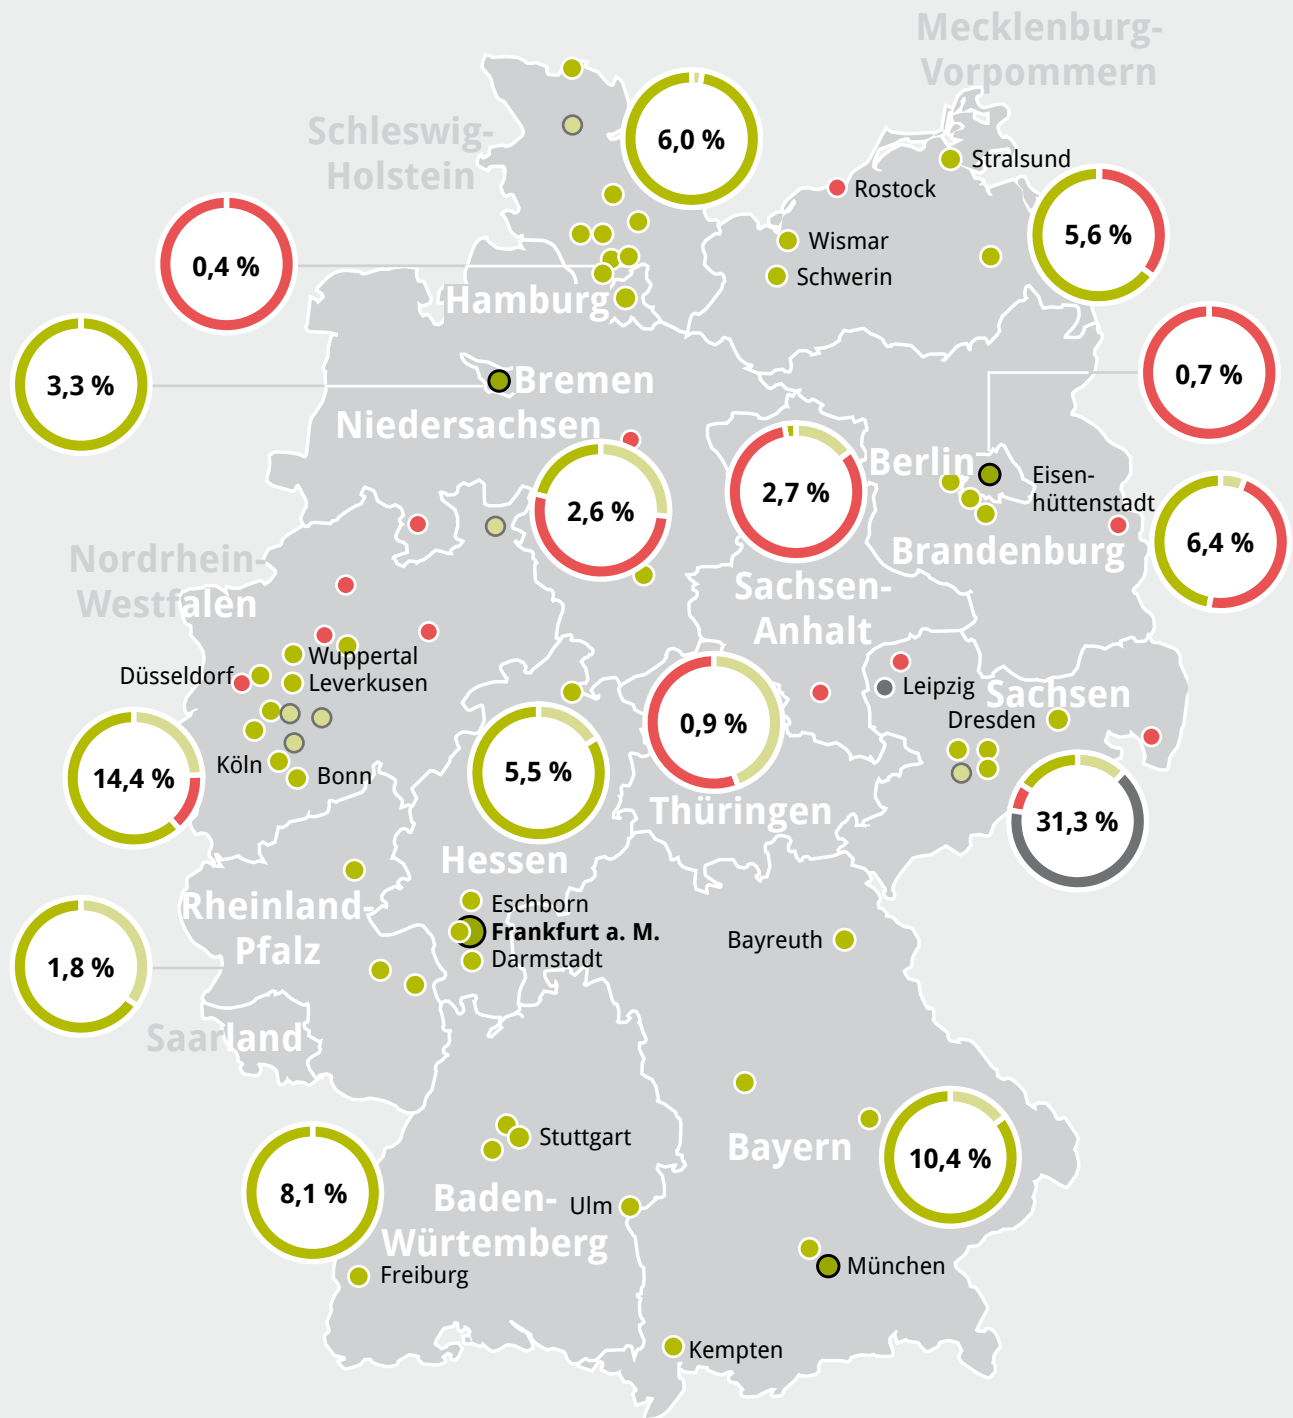 Mecklenburg-
Vorpommern
Schleswig-
Holstein
6,0 %
Stralsund
Rostock
5,6 %
Wismar
0,4 %
Schwerin
Hamburg
3,3 %
Bremen
0,7 %
Niedersachsen
Berlin
2,6 %
2,7 %
Eisen-
hüttenstadt
6,4 %
Brandenburg
Nordrhein-
Westfalen
Sachsen-
Anhalt
Wuppertal
Düsseldorf
Leverkusen
Leipzig
Sachsen
Dresden
0,9 %
14,4 %
Köln
Bonn
5,5 %
Thüringen
31,3 %
Hessen
Rheinland-
Pfalz
Eschborn
Frankfurt a. M.
Darmstadt
Bayreuth
1,8 %
Saarland
Stuttgart
Bayern
10,4 %
8,1 %
Baden-
Würtemberg
Ulm
Freiburg
München
Kempten